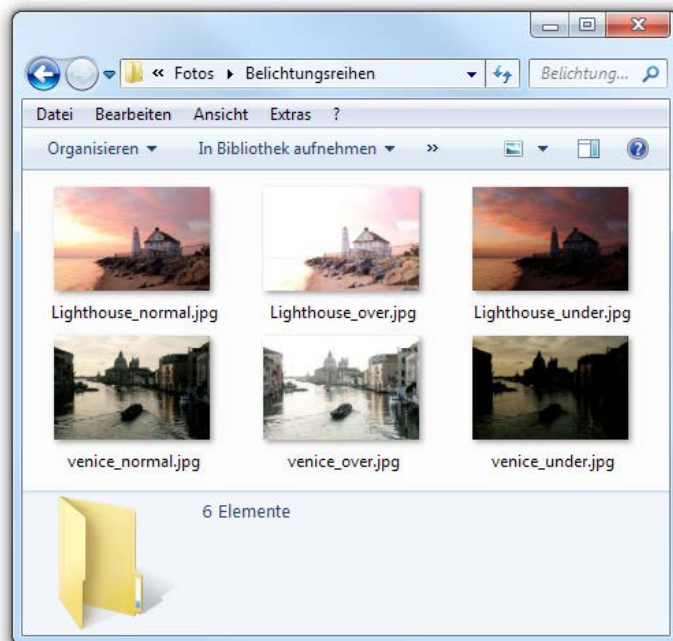 « Fotos ▸ Belichtungsreihen
Belichtung...
Datei Bearbeiten Ansicht Extras ?
Organisieren In Bibliothek aufnehmen »
Lighthouse_normal.jpg Lighthouse_over.jpg Lighthouse_under.jpg
venice_normal.jpg venice_over.jpg venice_under.jpg
6 Elemente